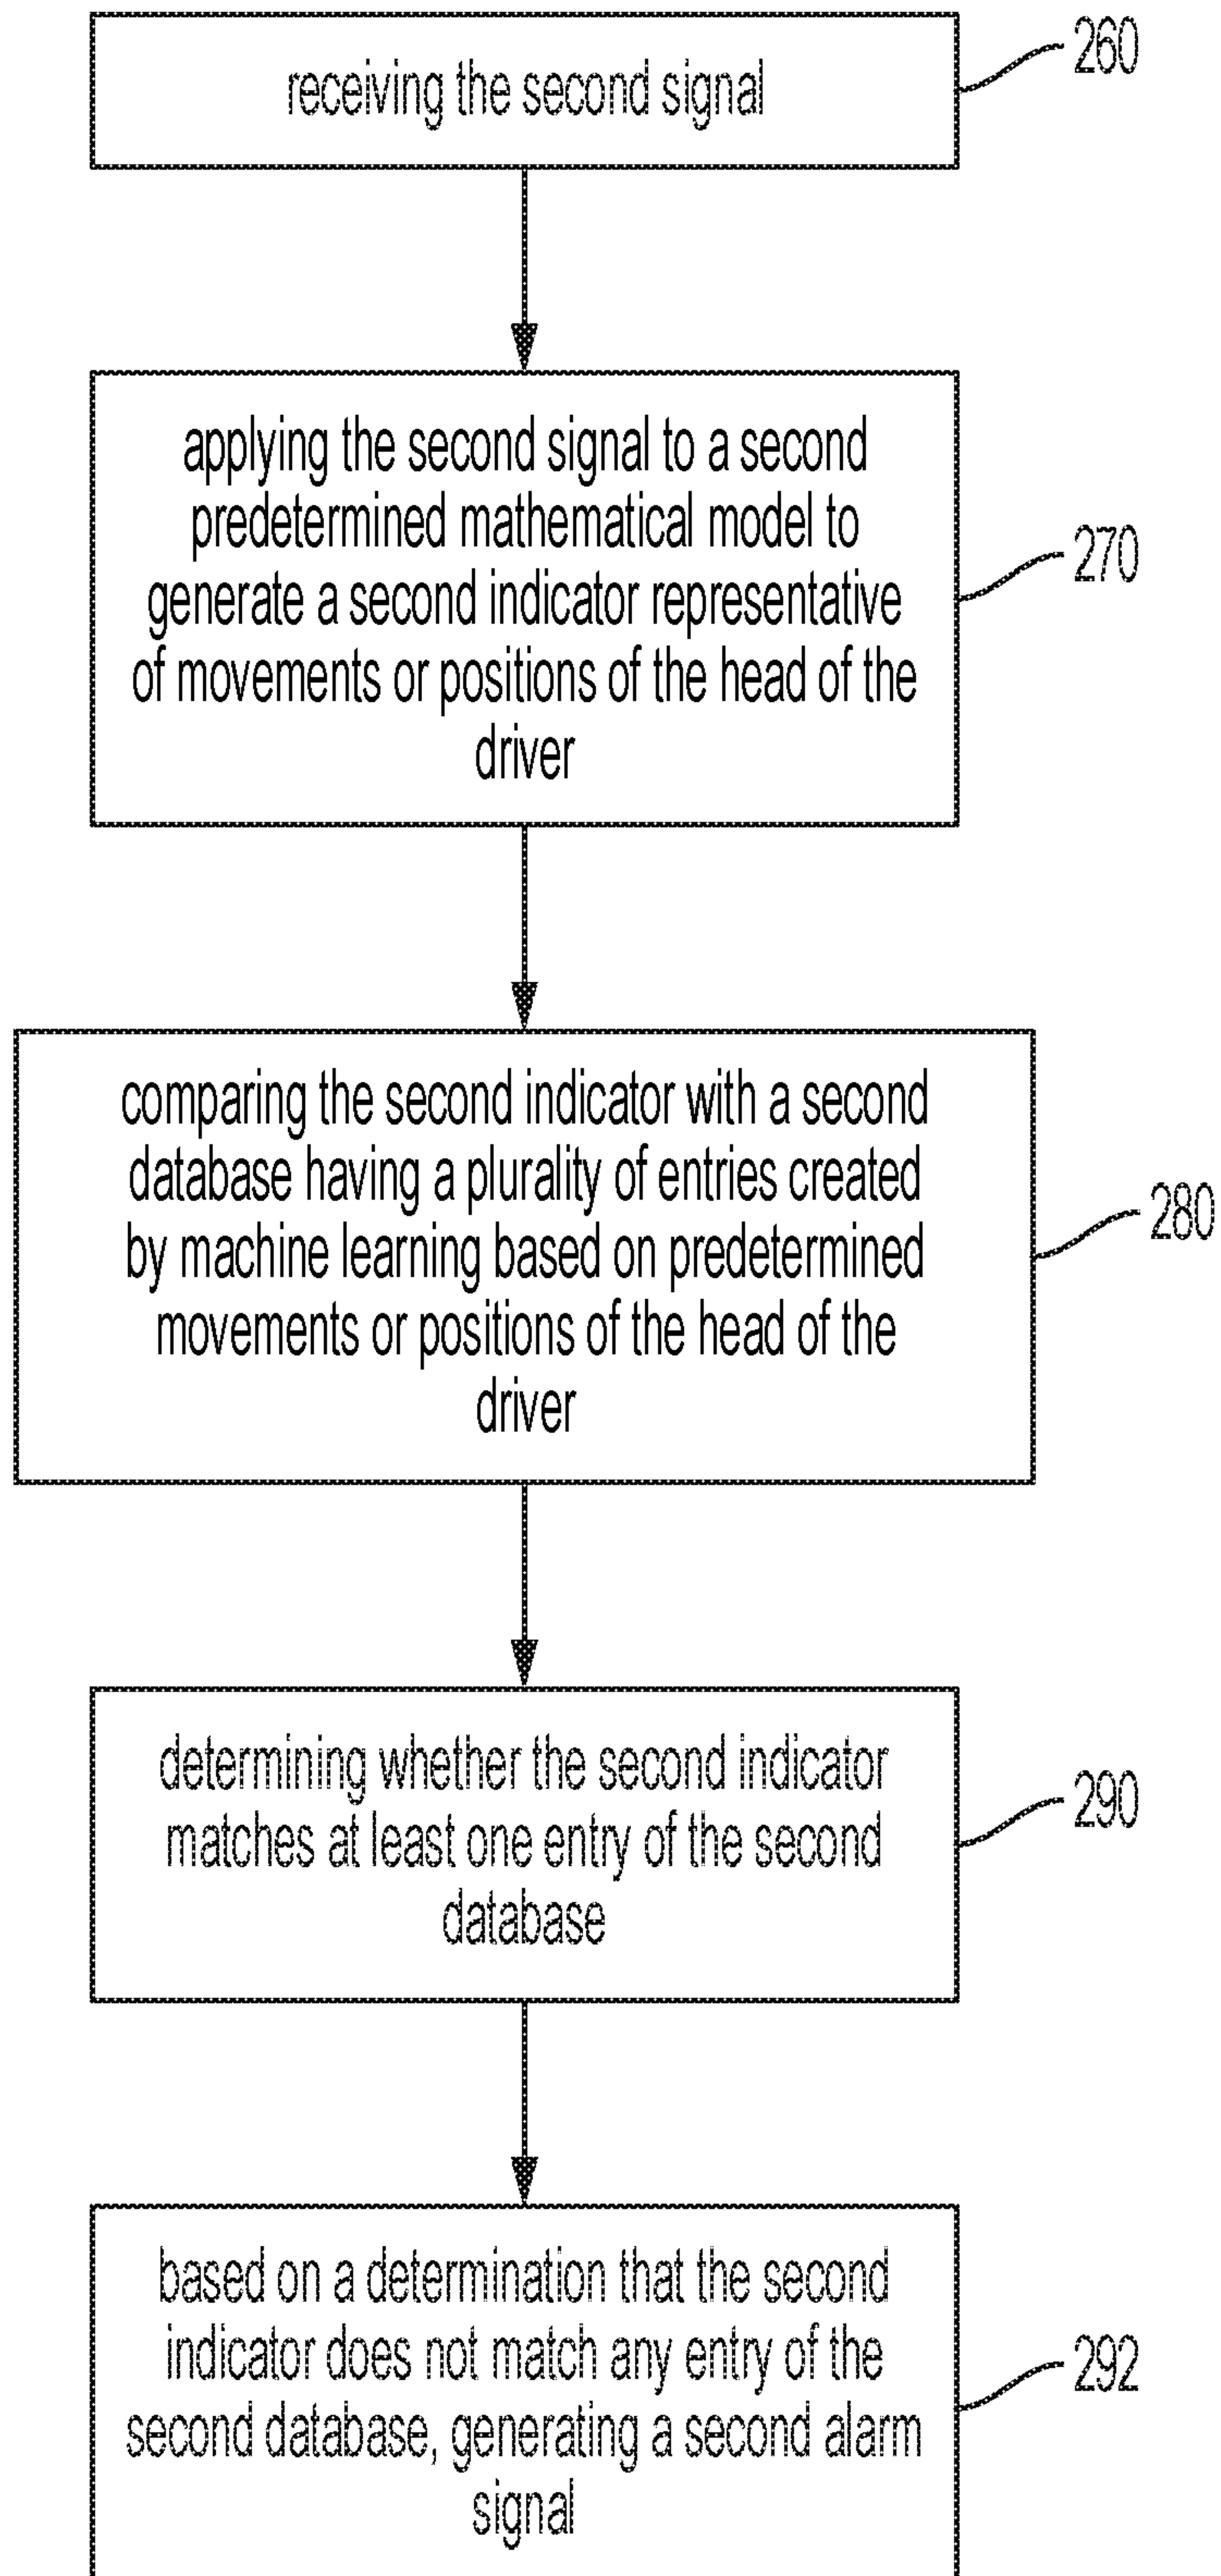 receiving the second signal
260
applying the second signal to a second
predetermined mathematical model to
generate a second indicator representative
of movements or positions of the head of the
driver
270
comparing the second indicator with a second
database having a plurality of entries created
by machine learning based on predetermined
movements or positions of the head of the
driver
280
determining whether the second indicator
matches at least one entry of the second
database
290
based on a determination that the second
indicator does not match any entry of the
second database, generating a second alarm
signal
292